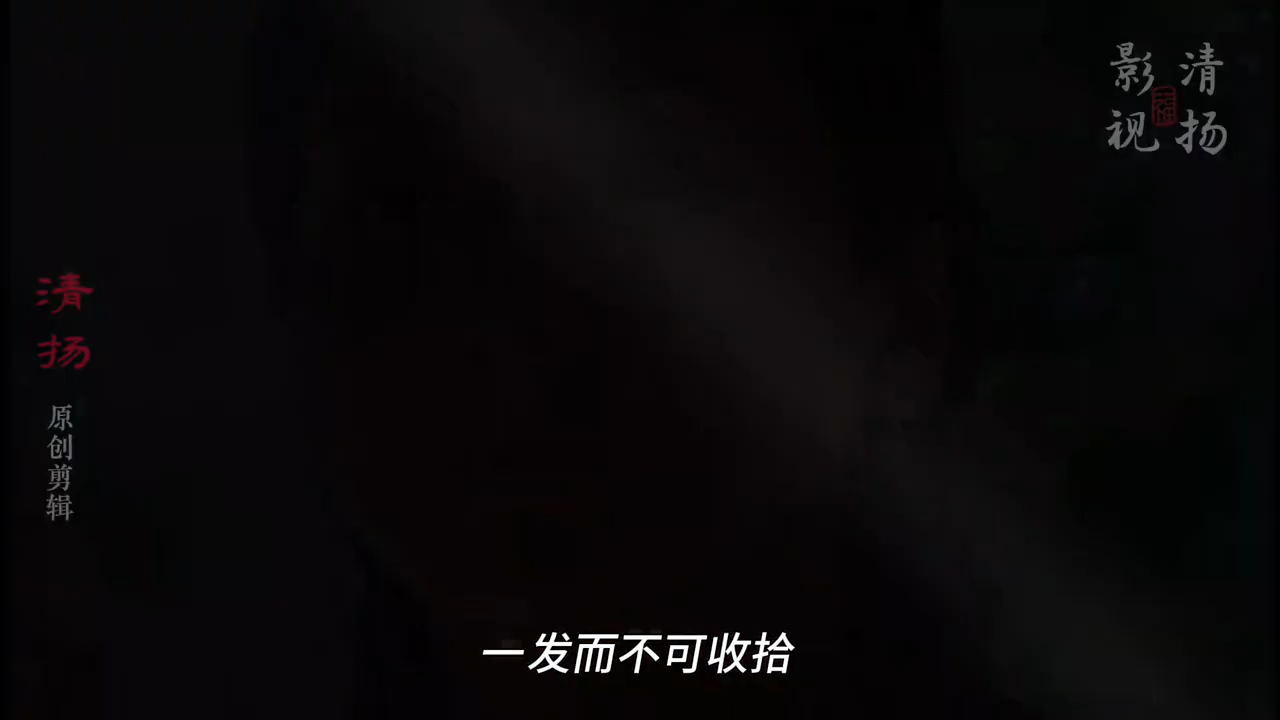 清扬
影视
清扬
原创剪辑
一发而不可收拾